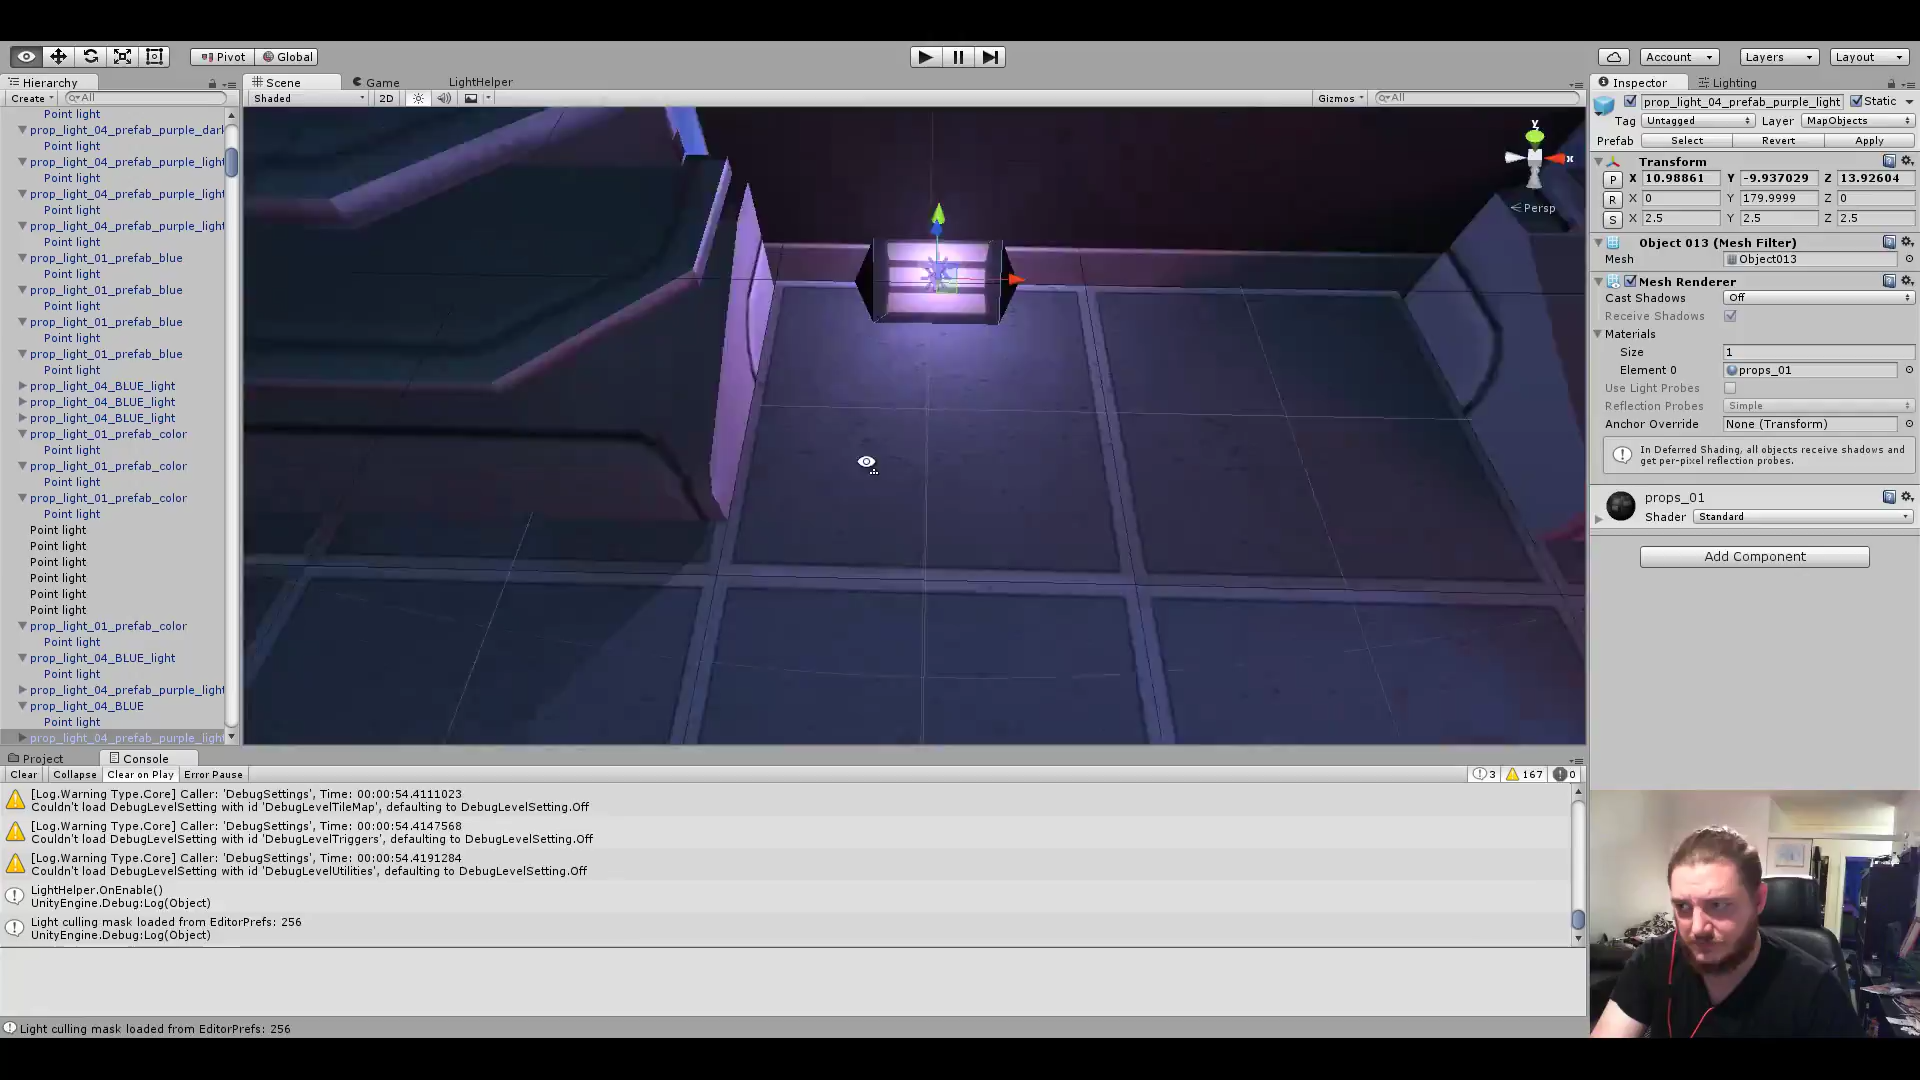 Pivot
Global
Account
Layers
Layout
Hierarchy
Scene
Game
LightHelper
Inspector
Lighting
Create
All
Shaded
2D
Gizmos
All
prop_light_04_prefab_purple_light
Static
Tag
Untagged
Layer
MapObjects
Prefab
Select
Revert
Apply
Transform
P
X
10.98861
Y
-9.937029
Z
13.92604
R
X
0
Y
179.9999
Z
0
S
X
2.5
Y
2.5
Z
2.5
Object 013 (Mesh Filter)
Mesh
Object013
Mesh Renderer
Cast Shadows
Off
Receive Shadows
Materials
Size
1
Element 0
props_01
Use Light Probes
Reflection Probes
Simple
Anchor Override
None (Transform)
In Deferred Shading, all objects receive shadows and
get per-pixel reflection probes.
props_01
Shader
Standard
Add Component
y
x
Persp
Point light
prop_light_04_prefab_purple_dark
Point light
prop_light_04_prefab_purple_light
Point light
prop_light_04_prefab_purple_light
Point light
prop_light_04_prefab_purple_light
Point light
prop_light_01_prefab_blue
Point light
prop_light_01_prefab_blue
Point light
prop_light_01_prefab_blue
Point light
prop_light_01_prefab_blue
Point light
prop_light_04_BLUE_light
prop_light_04_BLUE_light
prop_light_04_BLUE_light
prop_light_01_prefab_color
Point light
prop_light_01_prefab_color
Point light
prop_light_01_prefab_color
Point light
Point light
Point light
Point light
Point light
Point light
Point light
prop_light_01_prefab_color
Point light
prop_light_04_BLUE_light
Point light
prop_light_04_prefab_purple_light
prop_light_04_BLUE
Point light
prop_light_04_prefab_purple_light
Project
Console
Clear
Collapse
Clear on Play
Error Pause
3
167
0
[Log.Warning Type.Core] Caller: 'DebugSettings', Time: 00:00:54.4111023
Couldn't load DebugLevelSetting with id 'DebugLevelTileMap', defaulting to DebugLevelSetting.Off
[Log.Warning Type.Core] Caller: 'DebugSettings', Time: 00:00:54.4147568
Couldn't load DebugLevelSetting with id 'DebugLevelTriggers', defaulting to DebugLevelSetting.Off
[Log.Warning Type.Core] Caller: 'DebugSettings', Time: 00:00:54.4191284
Couldn't load DebugLevelSetting with id 'DebugLevelUtilities', defaulting to DebugLevelSetting.Off
LightHelper.OnEnable()
UnityEngine.Debug:Log(Object)
Light culling mask loaded from EditorPrefs: 256
UnityEngine.Debug:Log(Object)
Light culling mask loaded from EditorPrefs: 256